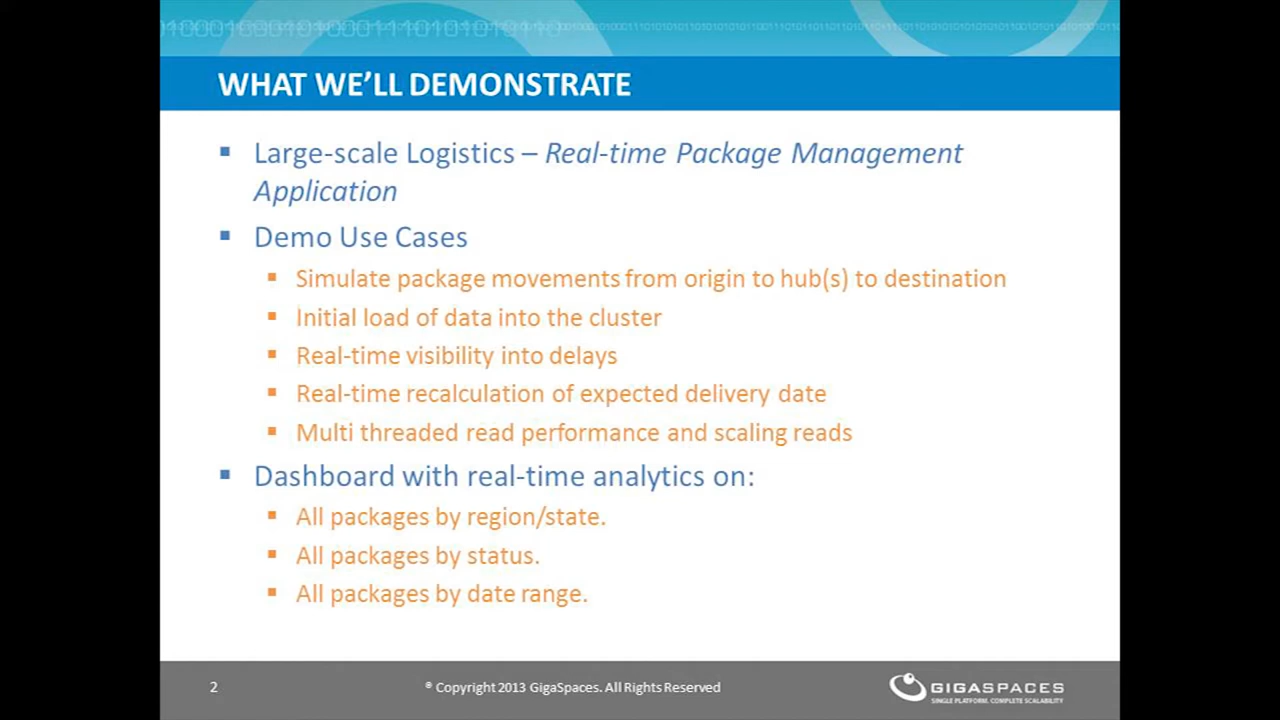 WHAT WE'LL DEMONSTRATE
Large-scale Logistics – Real-time Package Management
Application
Demo Use Cases
Simulate package movements from origin to hub(s) to destination
Initial load of data into the cluster
Real-time visibility into delays
Real-time recalculation of expected delivery date
Multi threaded read performance and scaling reads
Dashboard with real-time analytics on:
All packages by region/state.
All packages by status.
All packages by date range.
2
® Copyright 2013 GigaSpaces. All Rights Reserved
GIGASPACES
SINGLE PLATFORM. COMPLETE SCALABILITY.